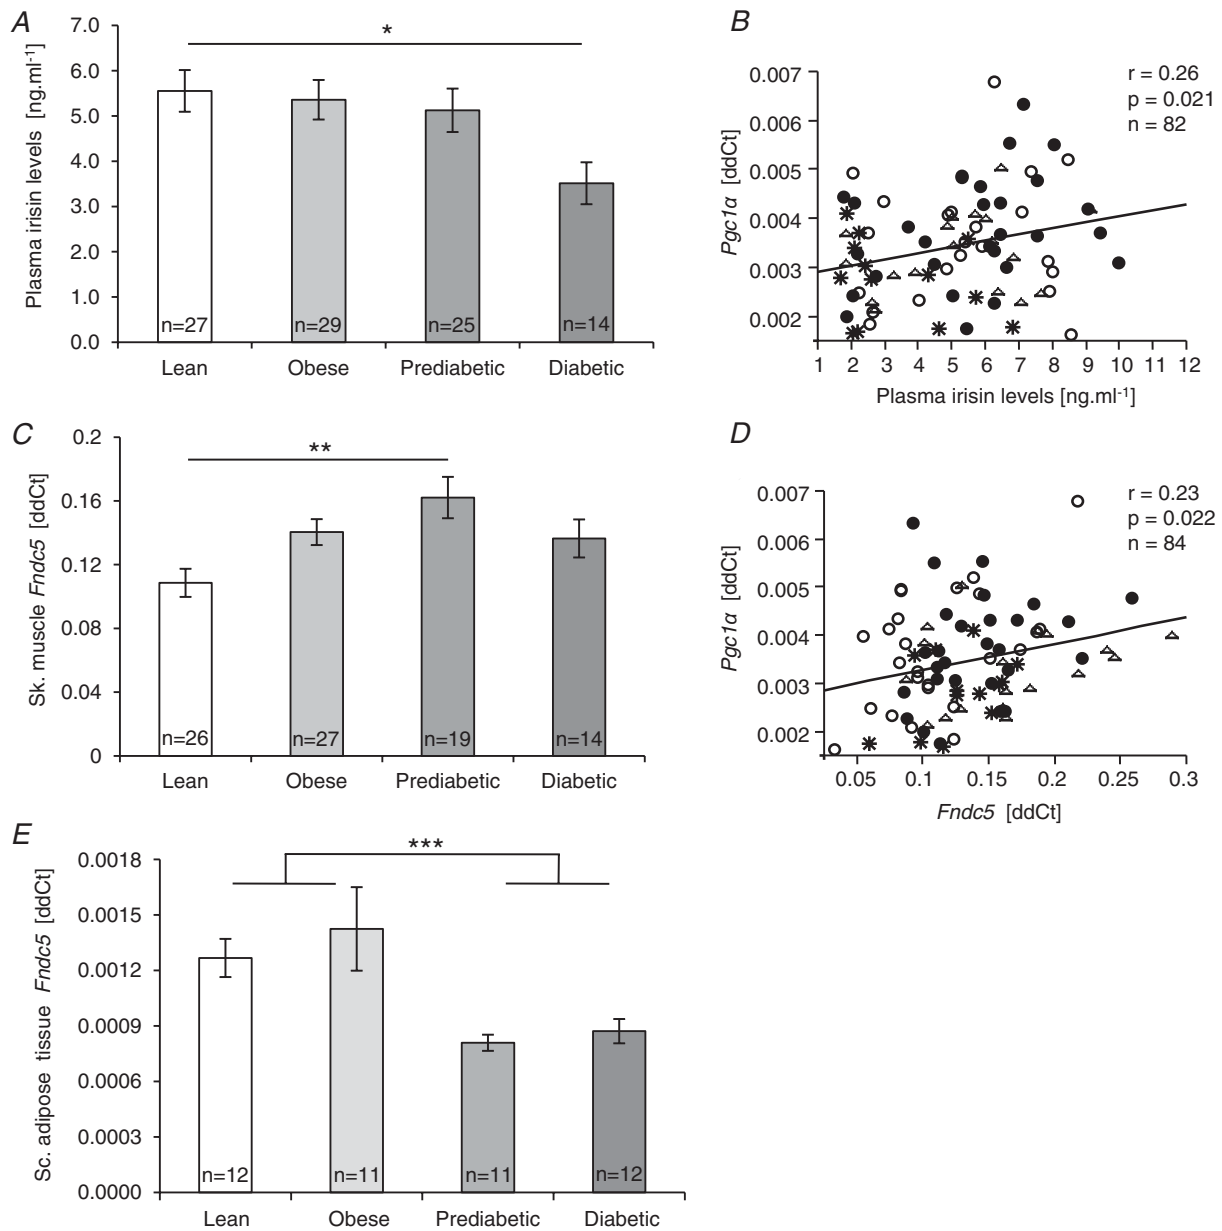 A
Plasma irisin levels [ng.ml-1]
7.0
6.0
5.0
4.0
3.0
2.0
1.0
0.0
*
n=27
n=29
n=25
n=14
Lean
Obese
Prediabetic
Diabetic
B
Pgc1α [ddCt]
0.007
0.006
0.005
0.004
0.003
0.002
r = 0.26
p = 0.021
n = 82
1 2 3 4 5 6 7 8 9 10 11 12
Plasma irisin levels [ng.ml-1]
C
Sk. muscle Fndc5 [ddCt]
0.2
0.16
0.12
0.08
0.04
0
**
n=26
n=27
n=19
n=14
Lean
Obese
Prediabetic
Diabetic
D
Pgc1α [ddCt]
0.007
0.006
0.005
0.004
0.003
0.002
r = 0.23
p = 0.022
n = 84
0.05 0.1 0.15 0.2 0.25 0.3
Fndc5 [ddCt]
E
Sc. adipose tissue Fndc5 [ddCt]
0.0018
0.0015
0.0012
0.0009
0.0006
0.0003
0.0000
***
n=12
n=11
n=11
n=12
Lean
Obese
Prediabetic
Diabetic